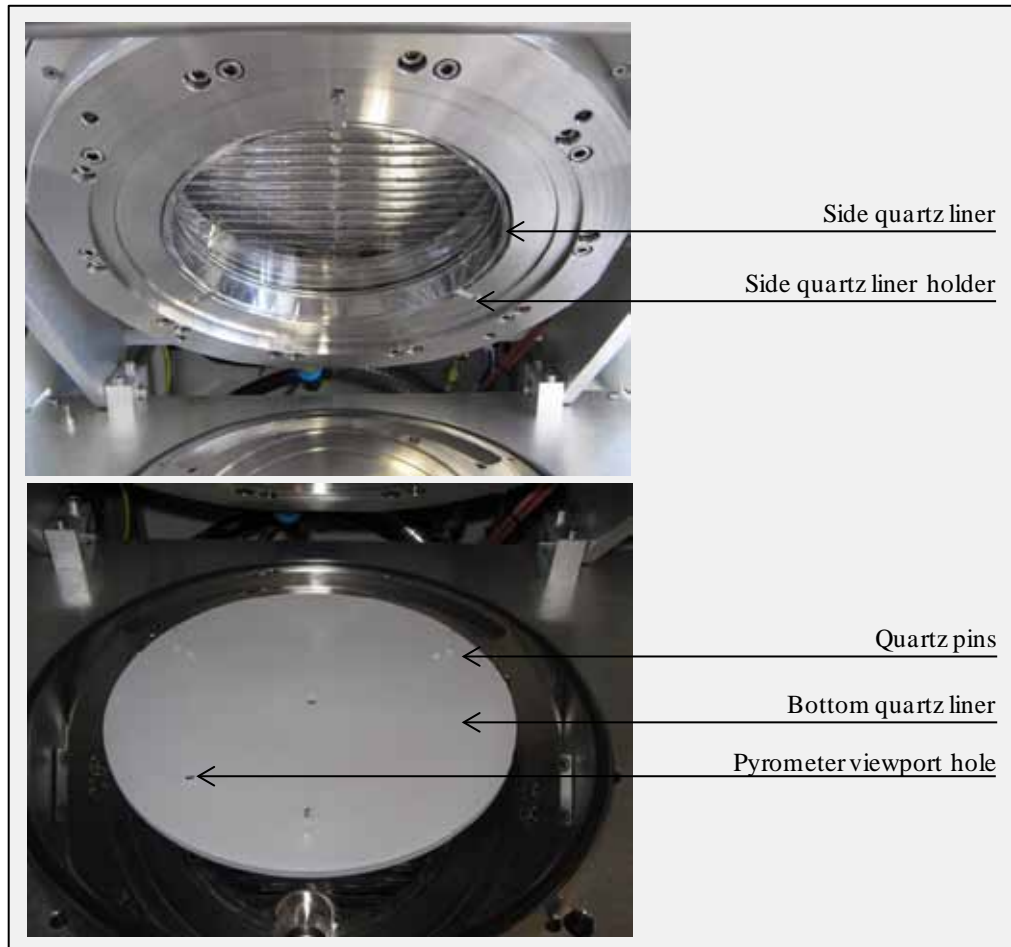 Side quartz liner
Side quartz liner holder
Quartz pins
Bottom quartz liner
Pyrometer viewport hole